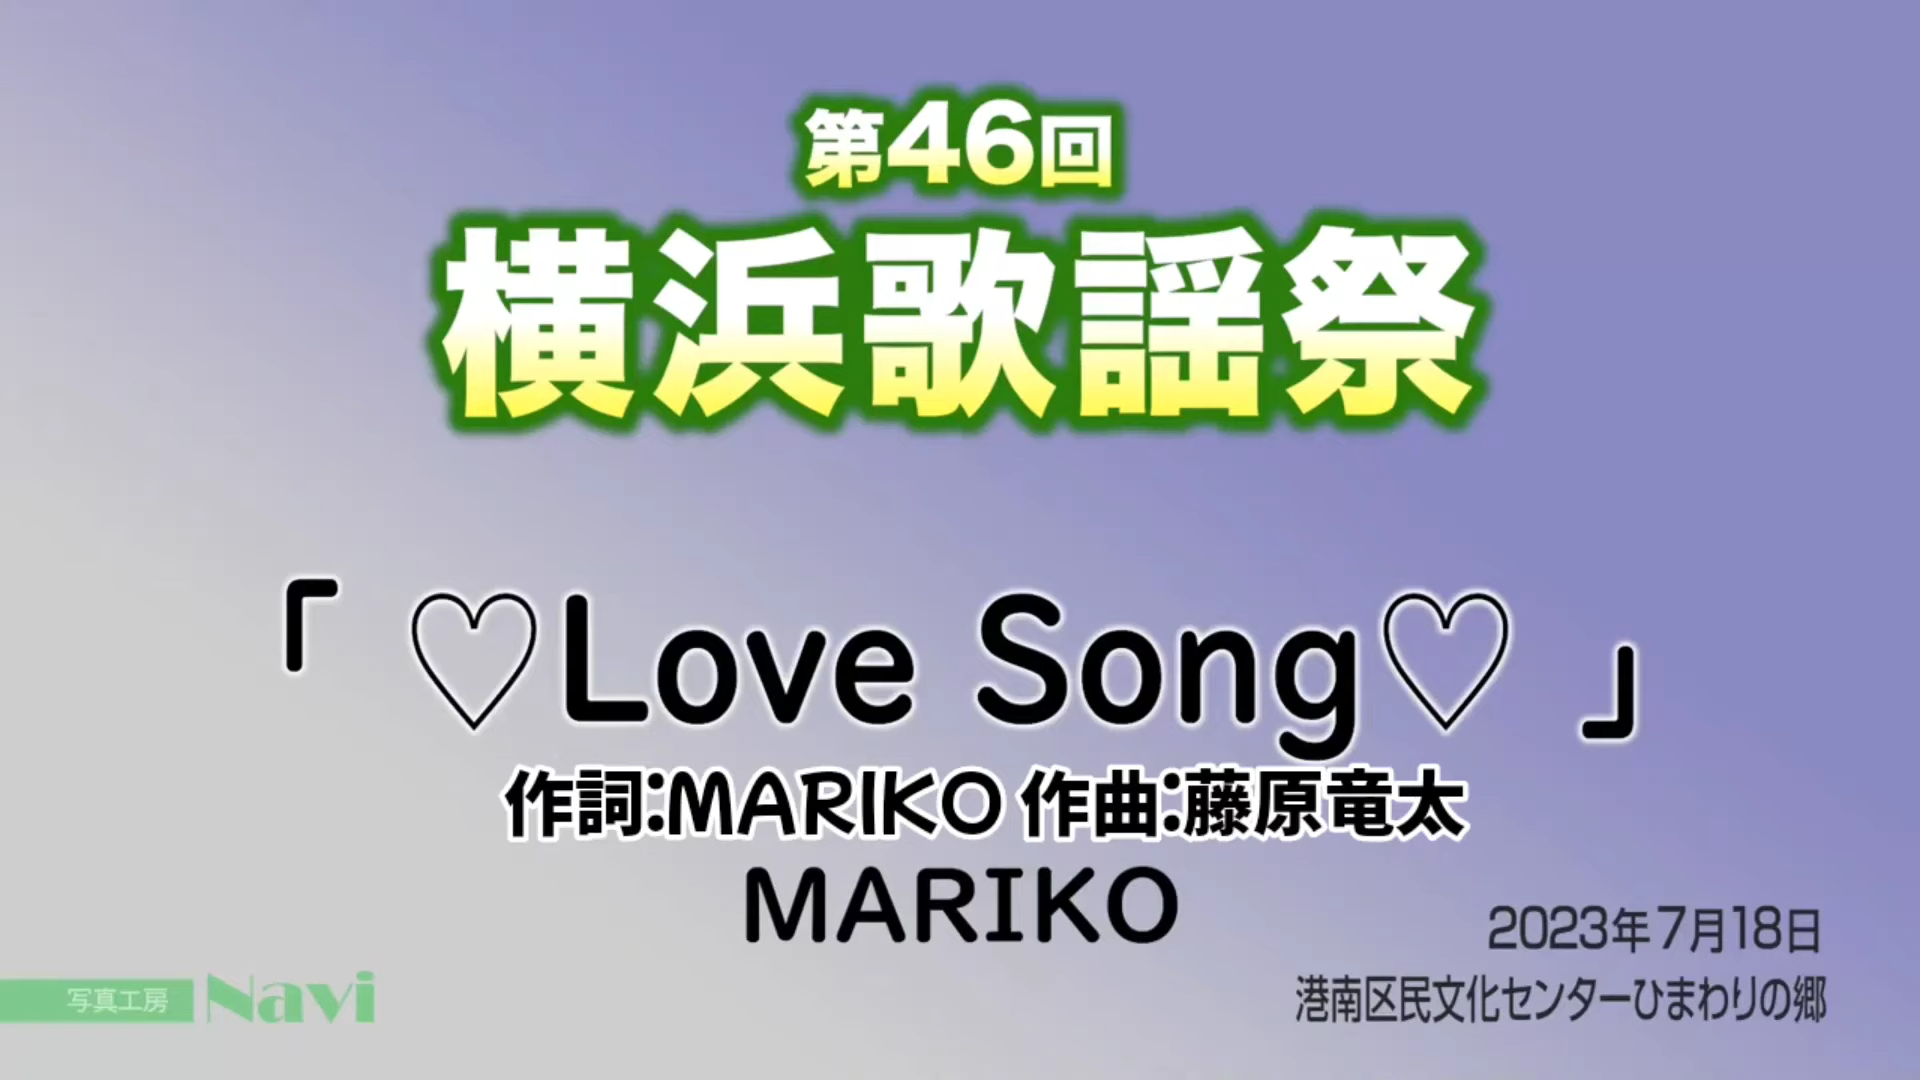 第46回
横浜歌謡祭
「 ♡Love Song♡ 」
作詞:MARIKO 作曲:藤原竜太
MARIKO
2023年7月18日
港南区民文化センターひまわりの郷
写真工房 Navi